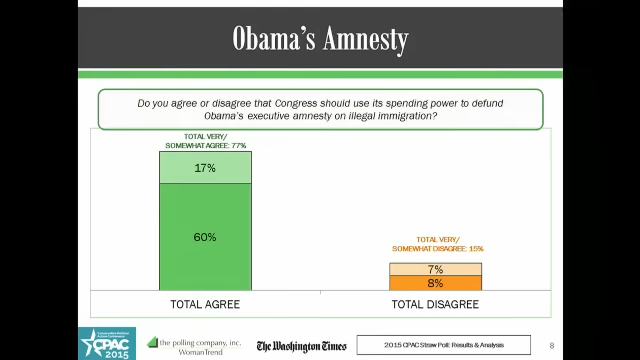 Obama's Amnesty
Do you agree or disagree that Congress should use its spending power to defund
Obama's executive amnesty on illegal immigration?
TOTAL VERY/
SOMEWHAT AGREE: 77%
17%
60%
TOTAL VERY/
SOMEWHAT DISAGREE: 15%
7%
8%
TOTAL AGREE
TOTAL DISAGREE
CPAC
2015
the polling company, inc.
WomanTrend
The Washington Times
2015 CPAC Straw Poll Results & Analysis
8